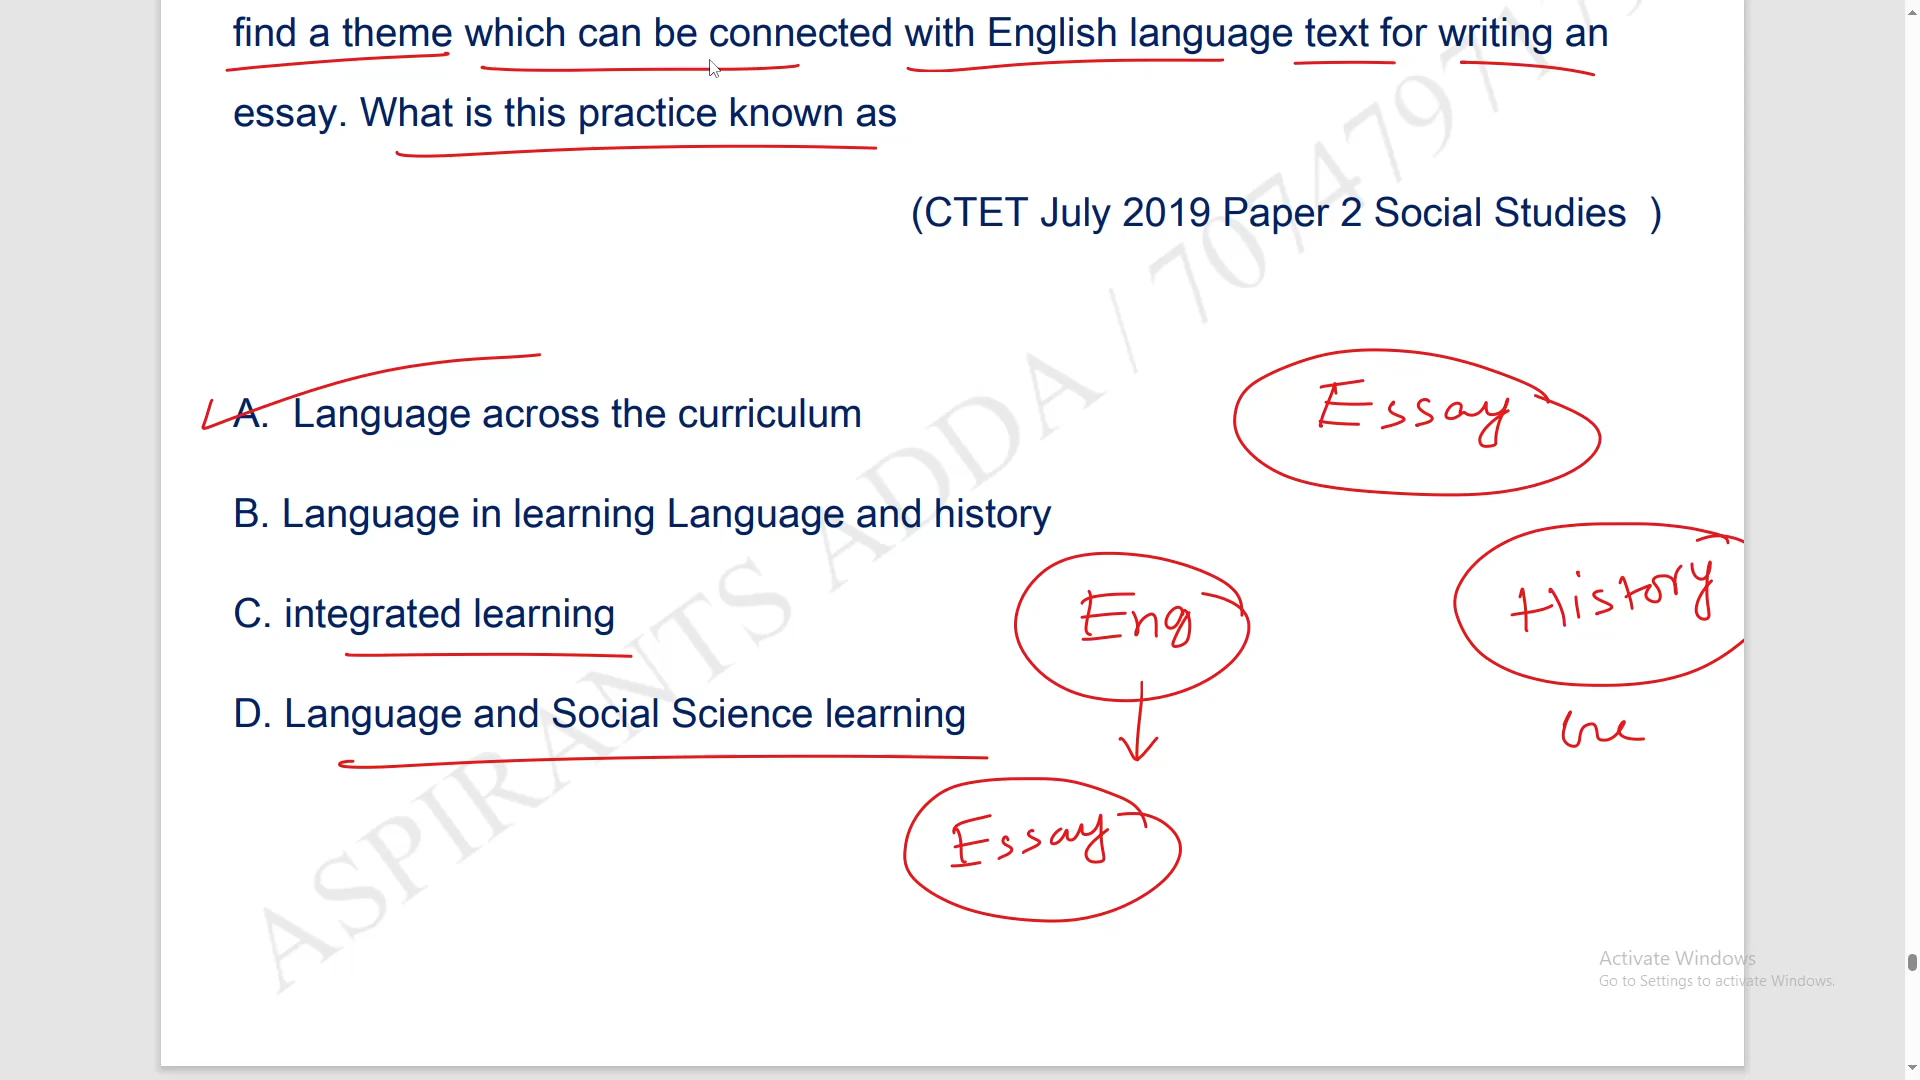 find a theme which can be connected with English language text for writing an
essay. What is this practice known as
(CTET July 2019 Paper 2 Social Studies )
A. Language across the curriculum
Essay
B. Language in learning Language and history
Eng
History
C. integrated learning
D. Language and Social Science learning
Essay
ASPIRANTS ADDA / 707479717
Activate Windows
Go to Settings to activate Windows.